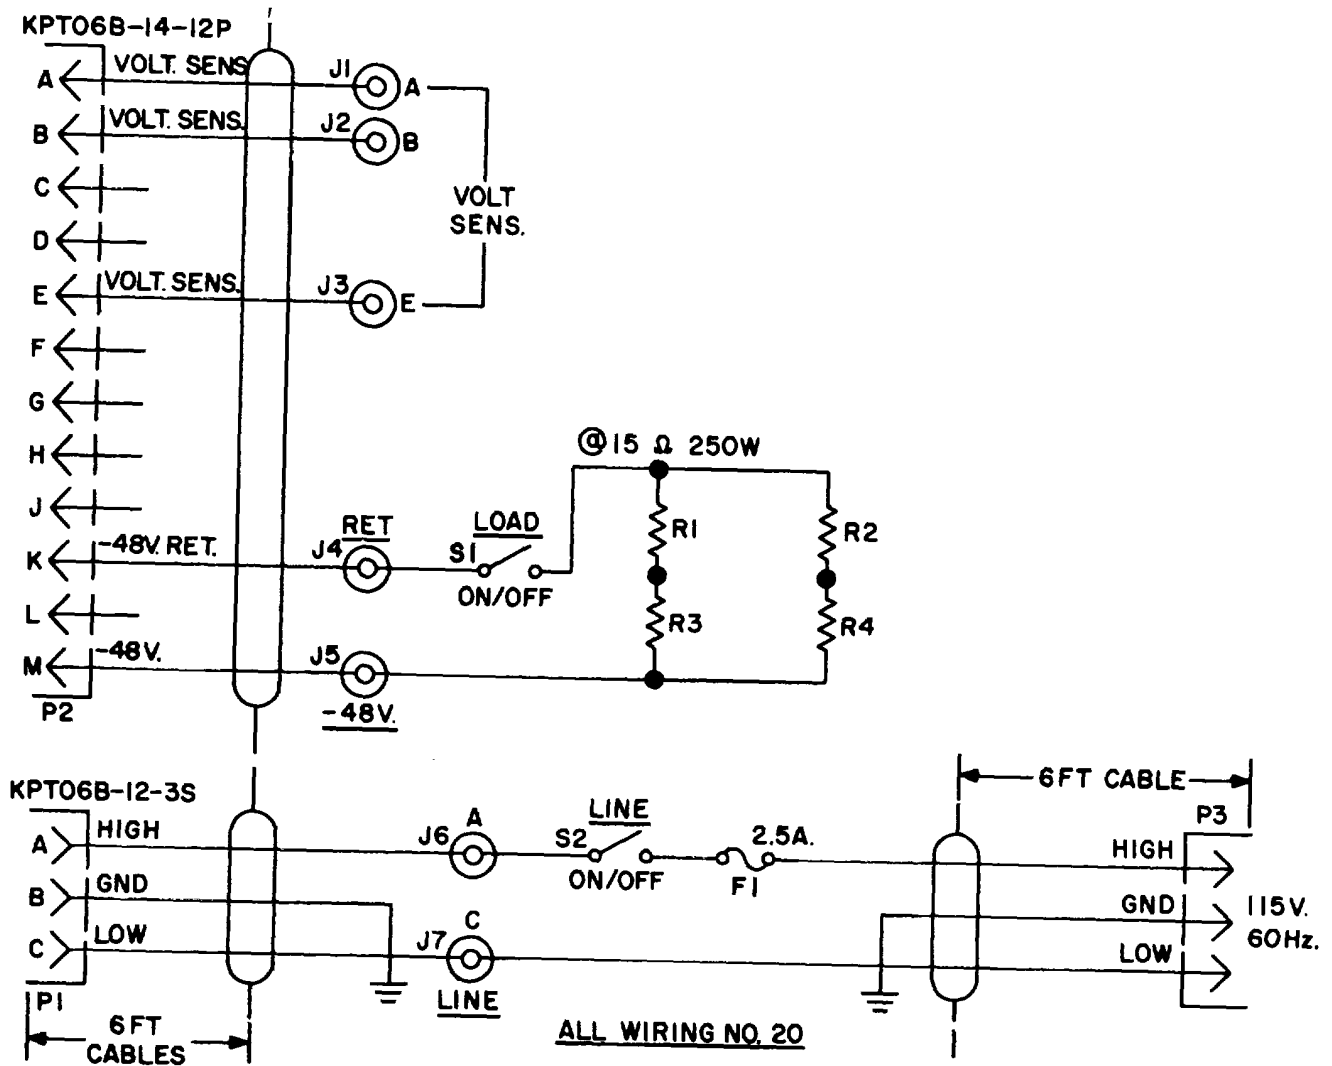 KPT06B-14-12P
A VOLT. SENS J1 A
B VOLT. SENS. J2 B
C
D
VOLT
SENS.
E VOLT. SENS. J3 E
F
G
H
@15 Ω 250W
J
K -48V. RET. J4 RET S1 LOAD
ON/OFF
R1 R2
L
R3 R4
M -48V. J5
-48V.
P2
KPT06B-12-3S
6FT CABLE
P3
A HIGH J6 A S2 LINE 2.5A. HIGH
ON/OFF F1
B GND GND 115V.
60Hz.
C LOW J7 C LOW
LINE
P1
6FT
CABLES
ALL WIRING NO. 20